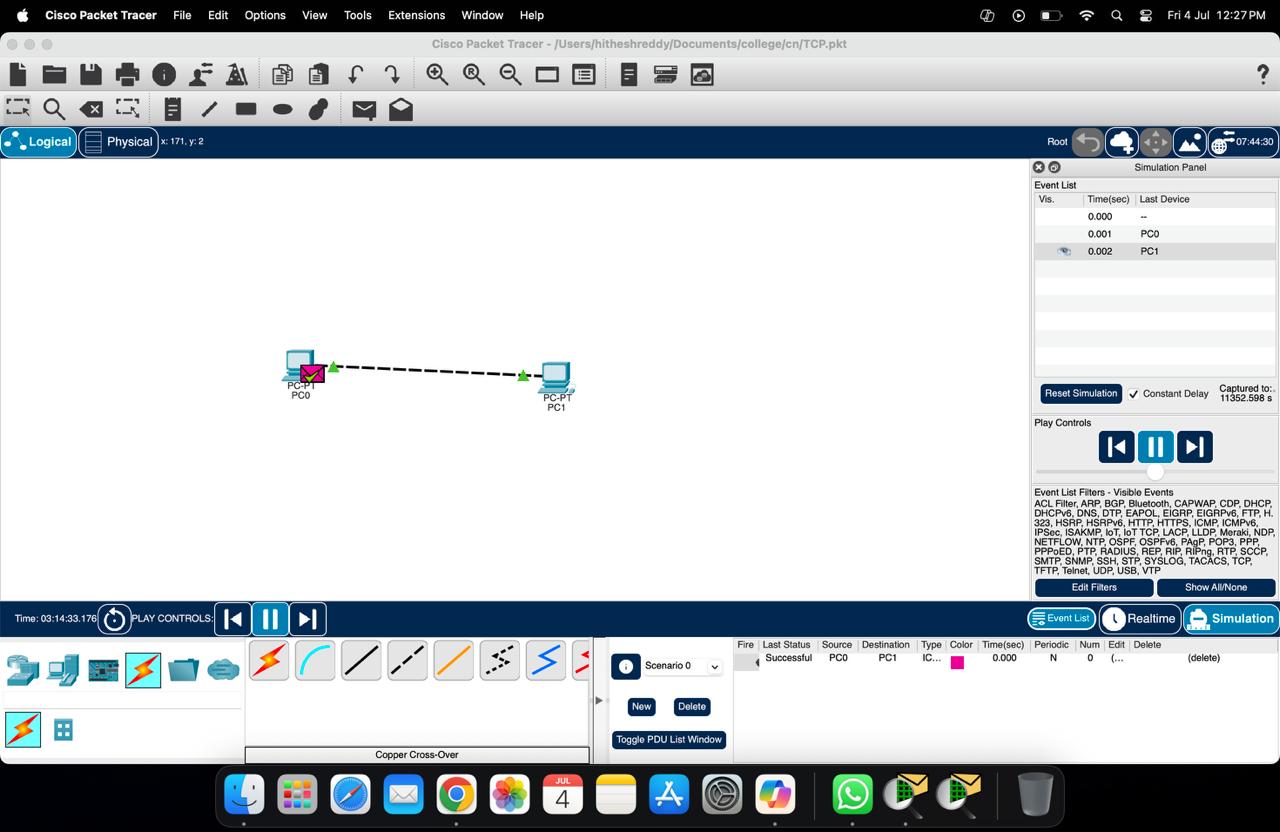 Cisco Packet Tracer File Edit Options View Tools Extensions Window Help Fri 4 Jul 12:27 PM
Cisco Packet Tracer - /Users/hitheshreddy/Documents/college/cn/TCP.pkt
Logical Physical x: 171, y: 2 Root 07:44:30
Simulation Panel
Event List
Vis. Time(sec) Last Device
0.000 --
0.001 PC0
0.002 PC1
PC-PT
PC0
PC-PT
PC1
Reset Simulation Constant Delay Captured to:
11352.598 s
Play Controls
Event List Filters - Visible Events
ACL Filter, ARP, BGP, Bluetooth, CAPWAP, CDP, DHCP,
DHCPv6, DNS, DTP, EAPOL, EIGRP, EIGRPv6, FTP, H.
323, HSRP, HSRPv6, HTTP, HTTPS, ICMP, ICMPv6,
IPSec, ISAKMP, IoT, IoT TCP, LACP, LLDP, Meraki, NDP,
NETFLOW, NTP, OSPF, OSPFv6, PAgP, POP3, PPP,
PPPoED, PTP, RADIUS, REP, RIP, RIPng, RTP, SCCP,
SMTP, SNMP, SSH, STP, SYSLOG, TACACS, TCP,
TFTP, Telnet, UDP, USB, VTP
Edit Filters Show All/None
Time: 03:14:33.176 PLAY CONTROLS: Event List Realtime Simulation
Fire Last Status Source Destination Type Color Time(sec) Periodic Num Edit Delete
Successful PC0 PC1 IC... 0.000 N 0 (... (delete)
Scenario 0
New Delete
Toggle PDU List Window
Copper Cross-Over
JUL
4